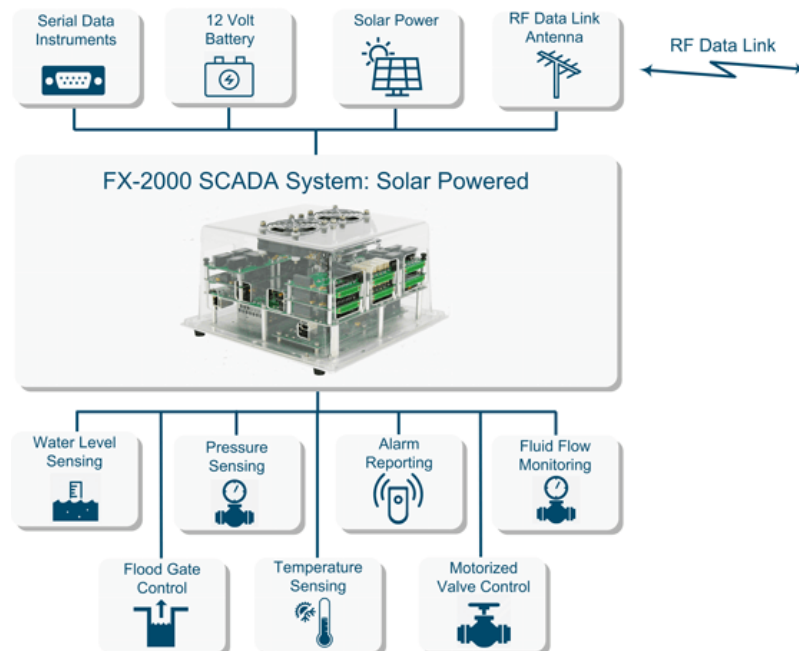 Serial Data
Instruments
12 Volt
Battery
Solar Power
RF Data Link
Antenna
RF Data Link
FX-2000 SCADA System: Solar Powered
Water Level
Sensing
Pressure
Sensing
Alarm
Reporting
Fluid Flow
Monitoring
Flood Gate
Control
Temperature
Sensing
Motorized
Valve Control